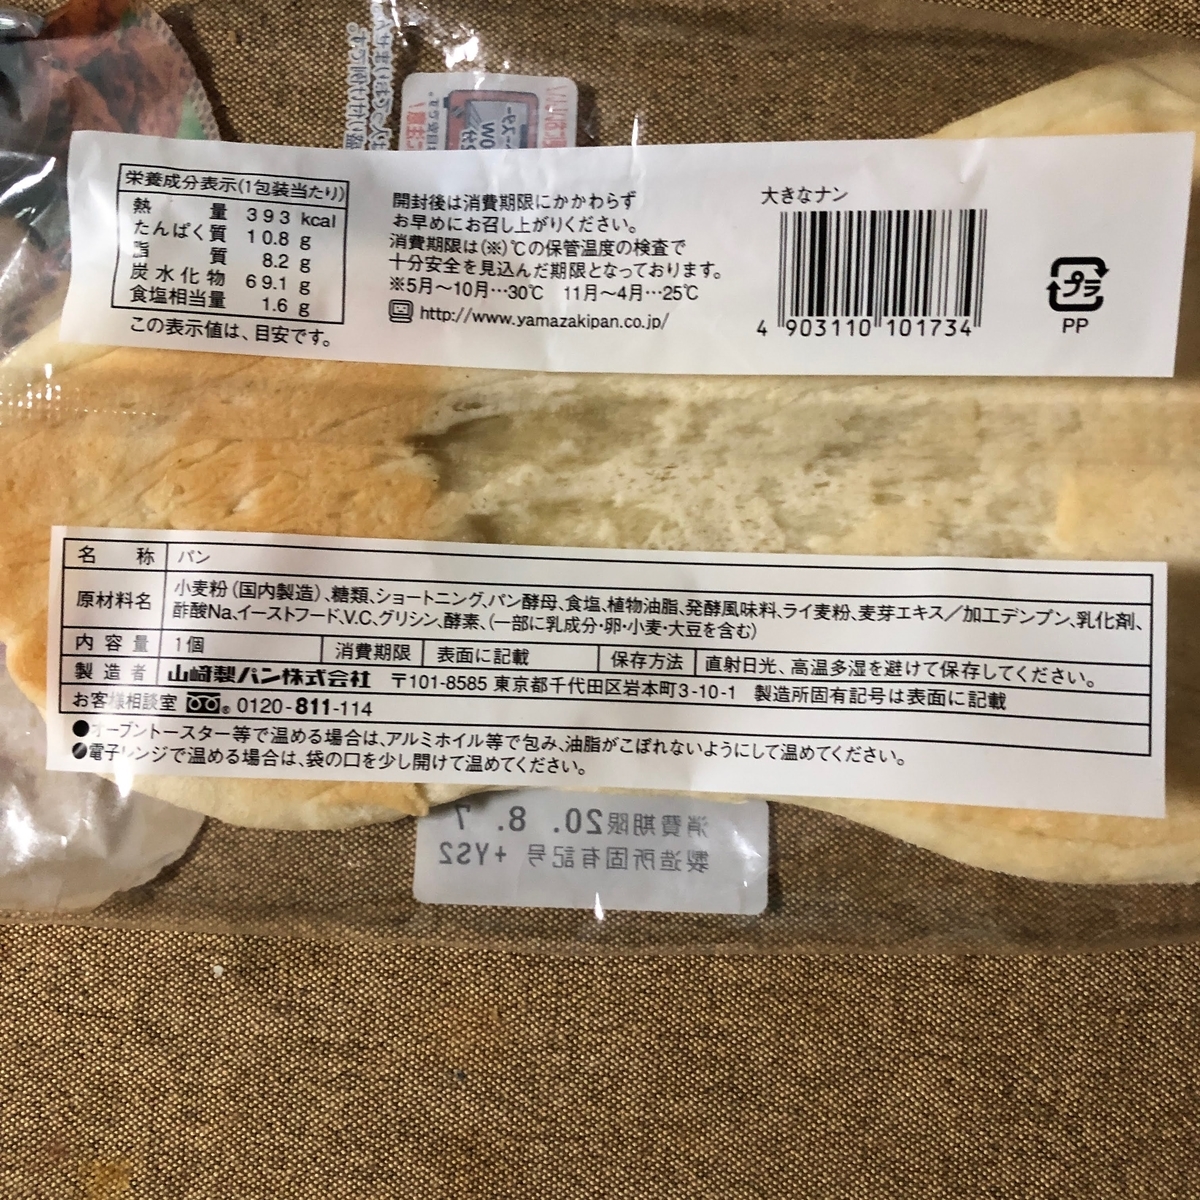 栄養成分表示(1包装当たり)
熱量 393 kcal
たんぱく質 10.8 g
脂質 8.2 g
炭水化物 69.1 g
食塩相当量 1.6 g
この表示値は、目安です。
開封後は消費期限にかかわらず
お早めにお召し上がりください。
消費期限は(※)℃の保管温度の検査で
十分安全を見込んだ期限となっております。
※5月〜10月…30℃ 11月〜4月…25℃
http://www.yamazakipan.co.jp/
大きなナン
4 903110 101734
プラ
PP
名称 パン
原材料名 小麦粉(国内製造)、糖類、ショートニング、パン酵母、食塩、植物油脂、発酵風味料、ライ麦粉、麦芽エキス／加工デンプン、乳化剤、
酢酸Na、イーストフード、V.C、グリシン、酵素、(一部に乳成分・卵・小麦・大豆を含む)
内容量 1個 消費期限 表面に記載 保存方法 直射日光、高温多湿を避けて保存してください。
製造者 山崎製パン株式会社 〒101-8585 東京都千代田区岩本町3-10-1 製造所固有記号は表面に記載
お客様相談室 0120-811-114
●オーブントースター等で温める場合は、アルミホイル等で包み、油脂がこぼれないようにして温めてください。
●電子レンジで温める場合は、袋の口を少し開けて温めてください。
消費期限20. 8. 7
製造所固有記号 +YS2